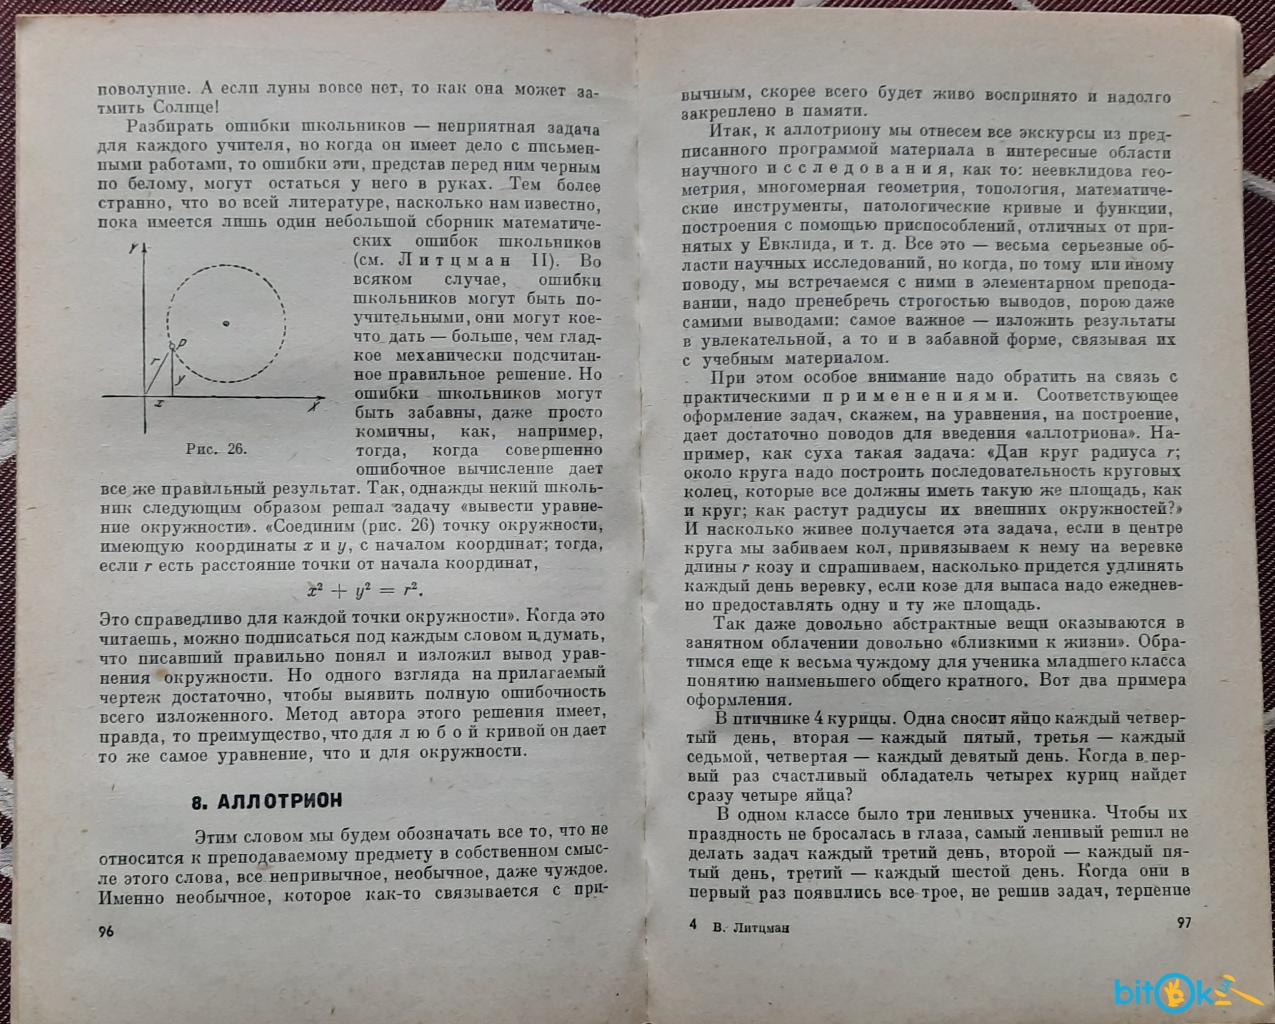 поволуние. А если луны вовсе нет, то как она может за-
тмить Солнце!
Разбирать ошибки школьников — неприятная задача
для каждого учителя, но когда он имеет дело с письмен-
ными работами, то ошибки эти, представ перед ним черным
по белому, могут остаться у него в руках. Тем более
странно, что во всей литературе, насколько нам известно,
пока имеется лишь один небольшой сборник математиче-
ских ошибок школьников
(см. Литцман II). Во
всяком случае, ошибки
школьников могут быть по-
учительными, они могут кое-
что дать — больше, чем глад-
кое механически подсчитан-
ное правильное решение. Но
ошибки школьников могут
быть забавны, даже просто
комичны, как, например,
тогда, когда совершенно
ошибочное вычисление дает
y
P
r
y
x
X
Рис. 26.
все же правильный результат. Так, однажды некий школь-
ник следующим образом решал задачу «вывести уравне-
ние окружности». «Соединим (рис. 26) точку окружности,
имеющую координаты x и y, с началом координат; тогда,
если r есть расстояние точки от начала координат,
x² + y² = r².
Это справедливо для каждой точки окружности». Когда это
читаешь, можно подписаться под каждым словом и думать,
что писавший правильно понял и изложил вывод урав-
нения окружности. Но одного взгляда на прилагаемый
чертеж достаточно, чтобы выявить полную ошибочность
всего изложенного. Метод автора этого решения имеет,
правда, то преимущество, что для любой кривой он дает
то же самое уравнение, что и для окружности.
8. АЛЛОТРИОН
Этим словом мы будем обозначать все то, что не
относится к преподаваемому предмету в собственном смыс-
ле этого слова, все непривычное, необычное, даже чуждое.
Именно необычное, которое как-то связывается с при-
96
вычным, скорее всего будет живо воспринято и надолго
закреплено в памяти.
Итак, к аллотриону мы отнесем все экскурсы из пред-
писанного программой материала в интересные области
научного исследования, как то: неевклидова гео-
метрия, многомерная геометрия, топология, математиче-
ские инструменты, патологические кривые и функции,
построения с помощью приспособлений, отличных от при-
нятых у Евклида, и т. д. Все это — весьма серьезные об-
ласти научных исследований, но когда, по тому или иному
поводу, мы встречаемся с ними в элементарном препода-
вании, надо пренебречь строгостью выводов, порою даже
самими выводами: самое важное — изложить результаты
в увлекательной, а то и в забавной форме, связывая их
с учебным материалом.
При этом особое внимание надо обратить на связь с
практическими применениями. Соответствующее
оформление задач, скажем, на уравнения, на построение,
дает достаточно поводов для введения «аллотриона». На-
пример, как суха такая задача: «Дан круг радиуса r;
около круга надо построить последовательность круговых
колец, которые все должны иметь такую же площадь, как
и круг; как растут радиусы их внешних окружностей?»
И насколько живее получается эта задача, если в центре
круга мы забиваем кол, привязываем к нему на веревке
длины r козу и спрашиваем, насколько придется удлинять
каждый день веревку, если козе для выпаса надо ежеднев-
но предоставлять одну и ту же площадь.
Так даже довольно абстрактные вещи оказываются в
занятном облачении довольно «близкими к жизни». Обра-
тимся еще к весьма чуждому для ученика младшего класса
понятию наименьшего общего кратного. Вот два примера
оформления.
В птичнике 4 курицы. Одна сносит яйцо каждый четвер-
тый день, вторая — каждый пятый, третья — каждый
седьмой, четвертая — каждый девятый день. Когда в пер-
вый раз счастливый обладатель четырех куриц найдет
сразу четыре яйца?
В одном классе было три ленивых ученика. Чтобы их
праздность не бросалась в глаза, самый ленивый решил не
делать задач каждый третий день, второй — каждый пя-
тый день, третий — каждый шестой день. Когда они в
первый раз появились все трое, не решив задач, терпение
4 В. Литцман
97
bitok